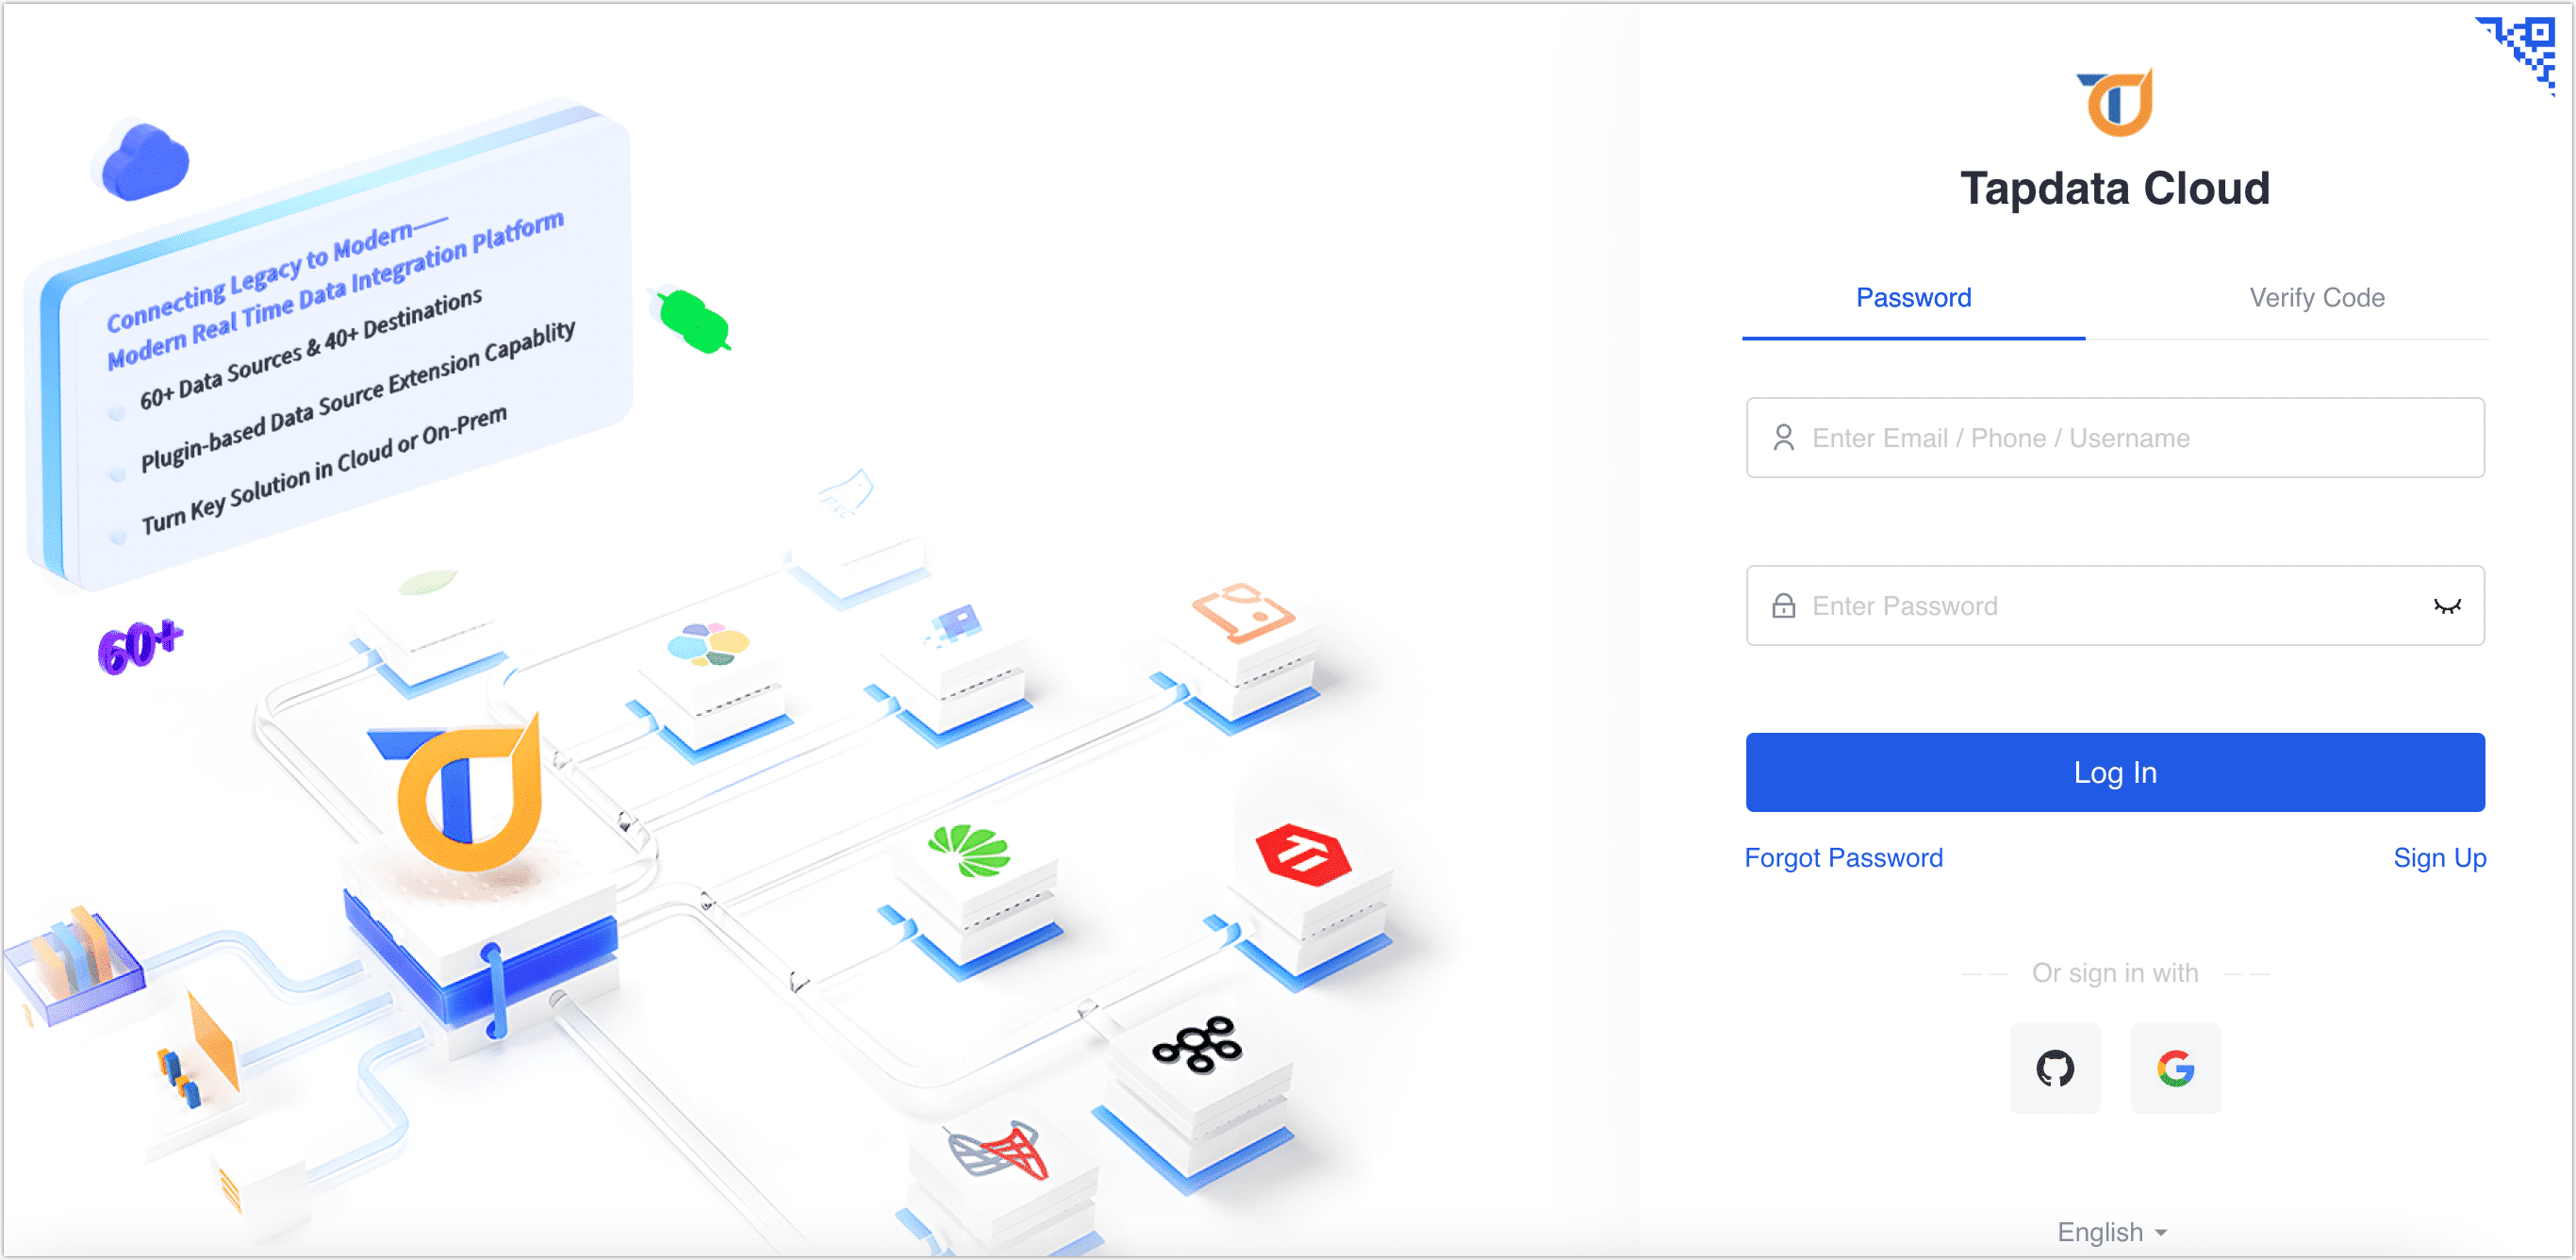 Connecting Legacy to Modern——
Modern Real Time Data Integration Platform
60+ Data Sources & 40+ Destinations
Plugin-based Data Source Extension Capablity
Turn Key Solution in Cloud or On-Prem
60+
Tapdata Cloud
Password
Verify Code
Enter Email / Phone / Username
Enter Password
Log In
Forgot Password
Sign Up
Or sign in with
English